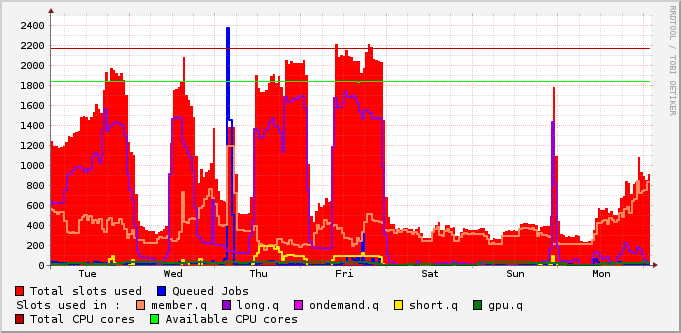 RRDTOOL / TOBI OETIKER
2400
2200
2000
1800
1600
1400
1200
1000
800
600
400
200
0
Tue Wed Thu Fri Sat Sun Mon
Total slots used Queued Jobs
Slots used in : member.q long.q ondemand.q short.q gpu.q
Total CPU cores Available CPU cores